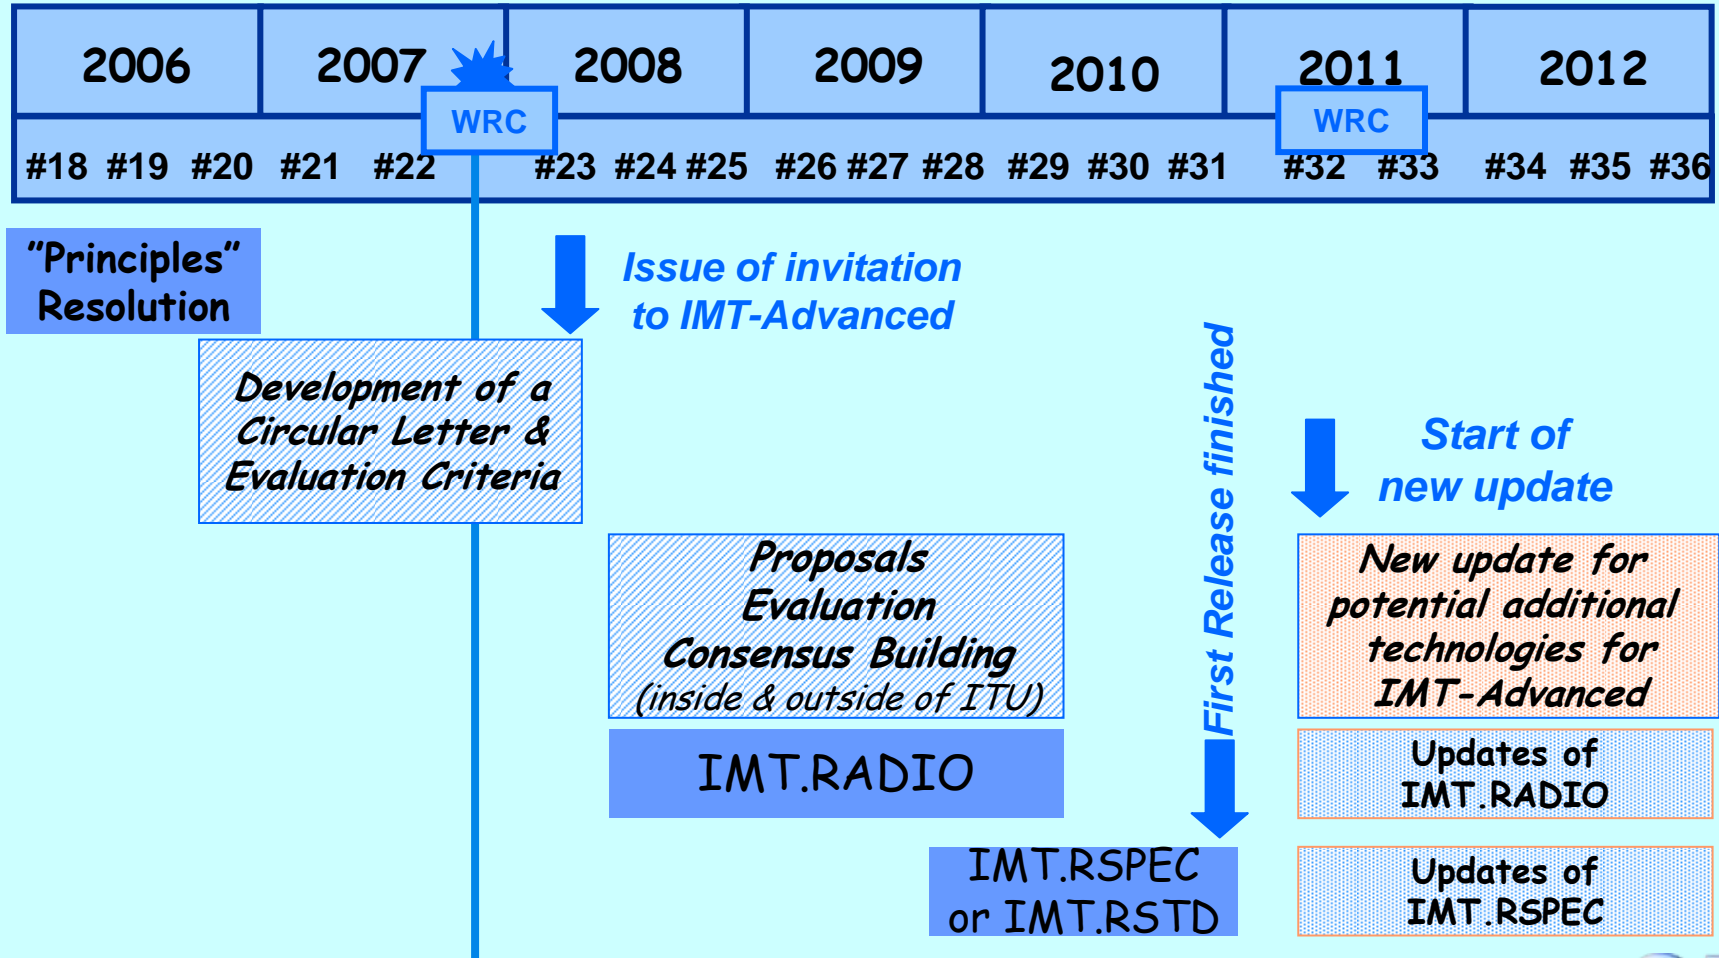 2006 2007 2008 2009 2010 2011 2012
WRC WRC
#18 #19 #20 #21 #22 #23 #24 #25 #26 #27 #28 #29 #30 #31 #32 #33 #34 #35 #36
”Principles”
Resolution
Issue of invitation
to IMT-Advanced
Development of a
Circular Letter &
Evaluation Criteria
First Release finished
Start of
new update
Proposals
Evaluation
Consensus Building
(inside & outside of ITU)
New update for
potential additional
technologies for
IMT-Advanced
IMT.RADIO
Updates of
IMT.RADIO
IMT.RSPEC
or IMT.RSTD
Updates of
IMT.RSPEC